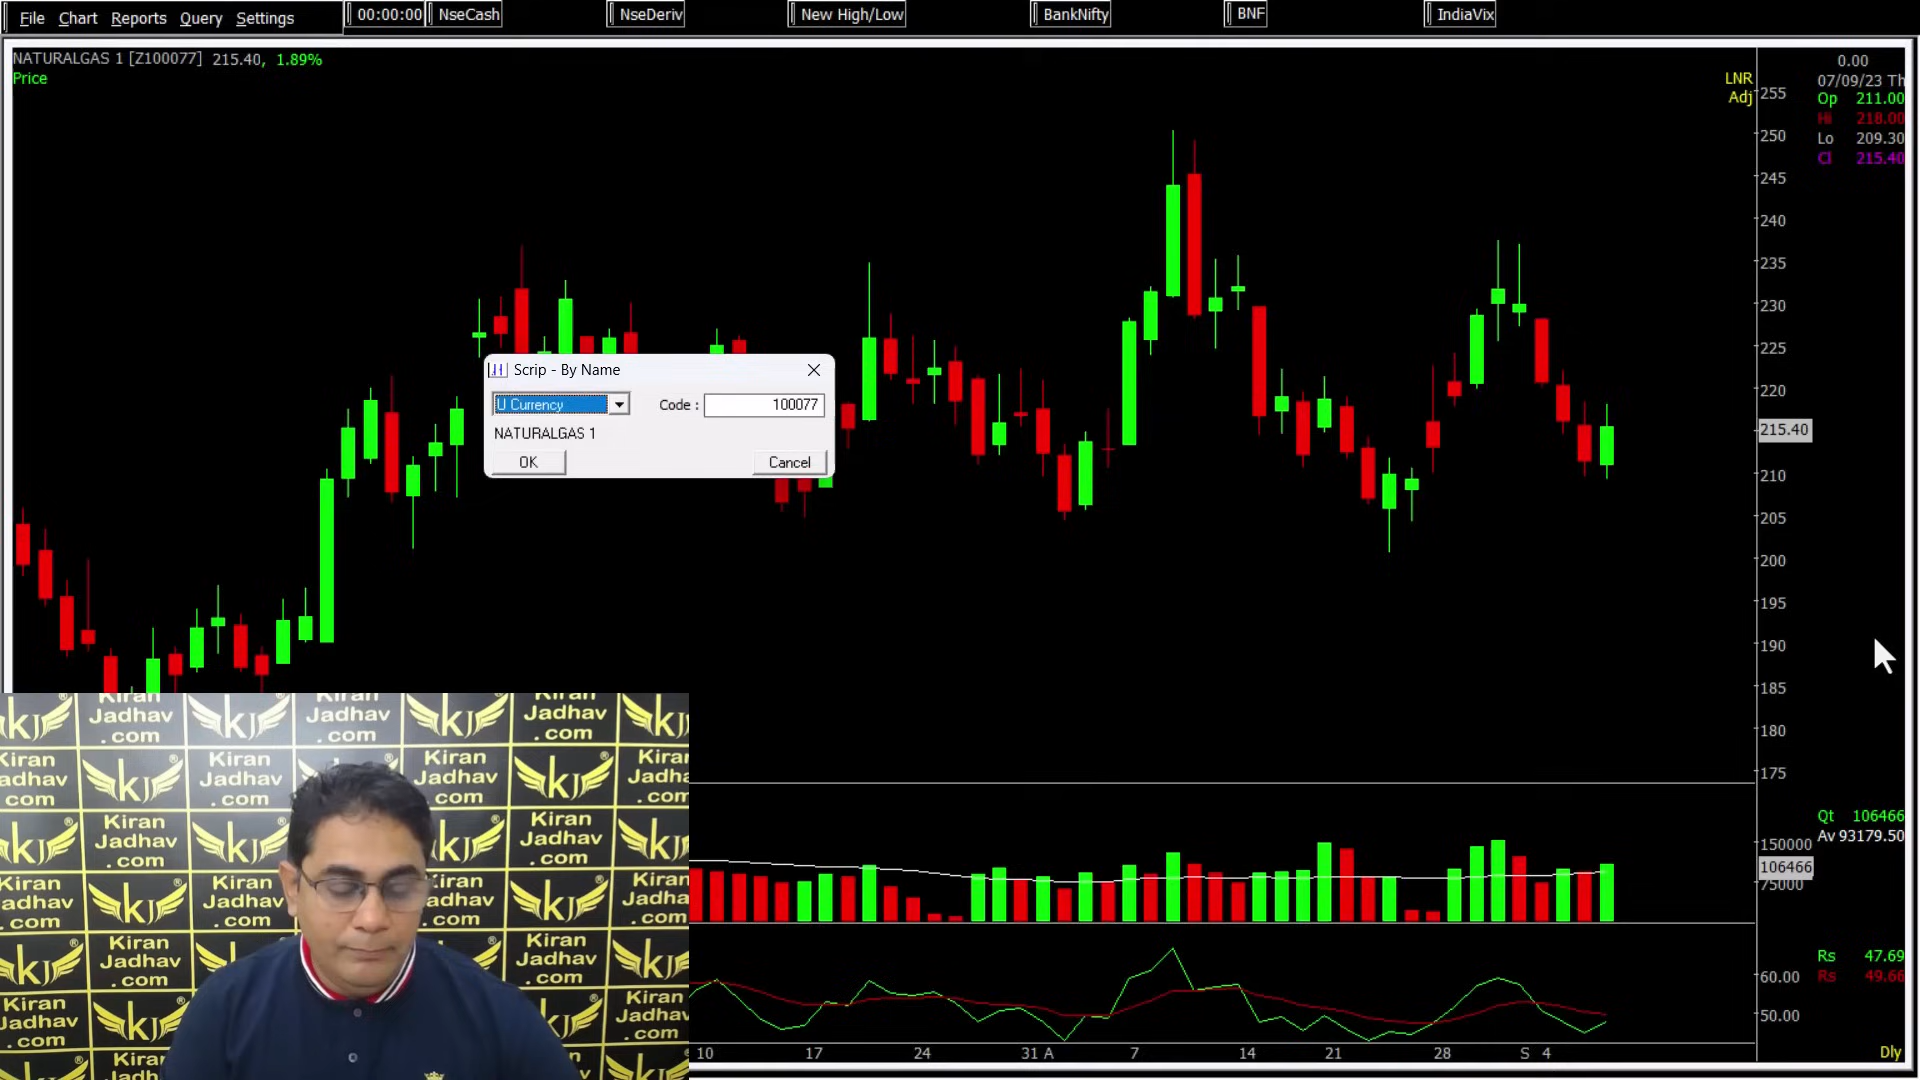 File Chart Reports Query Settings 00:00:00 NseCash NseDeriv New High/Low BankNifty BNF IndiaVix
NATURALGAS 1 [Z100077] 215.40, 1.89%
Price
LNR
Adj
255
250
245
240
235
230
225
220
215.40
210
205
200
195
190
185
180
175
0.00
07/09/23 Th
Op 211.00
Hi 218.00
Lo 209.30
Cl 215.40
Scrip - By Name
U Currency Code : 100077
NATURALGAS 1
OK Cancel
Qt 106466
Av 93179.50
150000
106466
75000
Rs 47.69
Rs 49.66
60.00
50.00
10 17 24 31 A 7 14 21 28 S 4
Dly
Kiran
Jadhav
.com
KJ